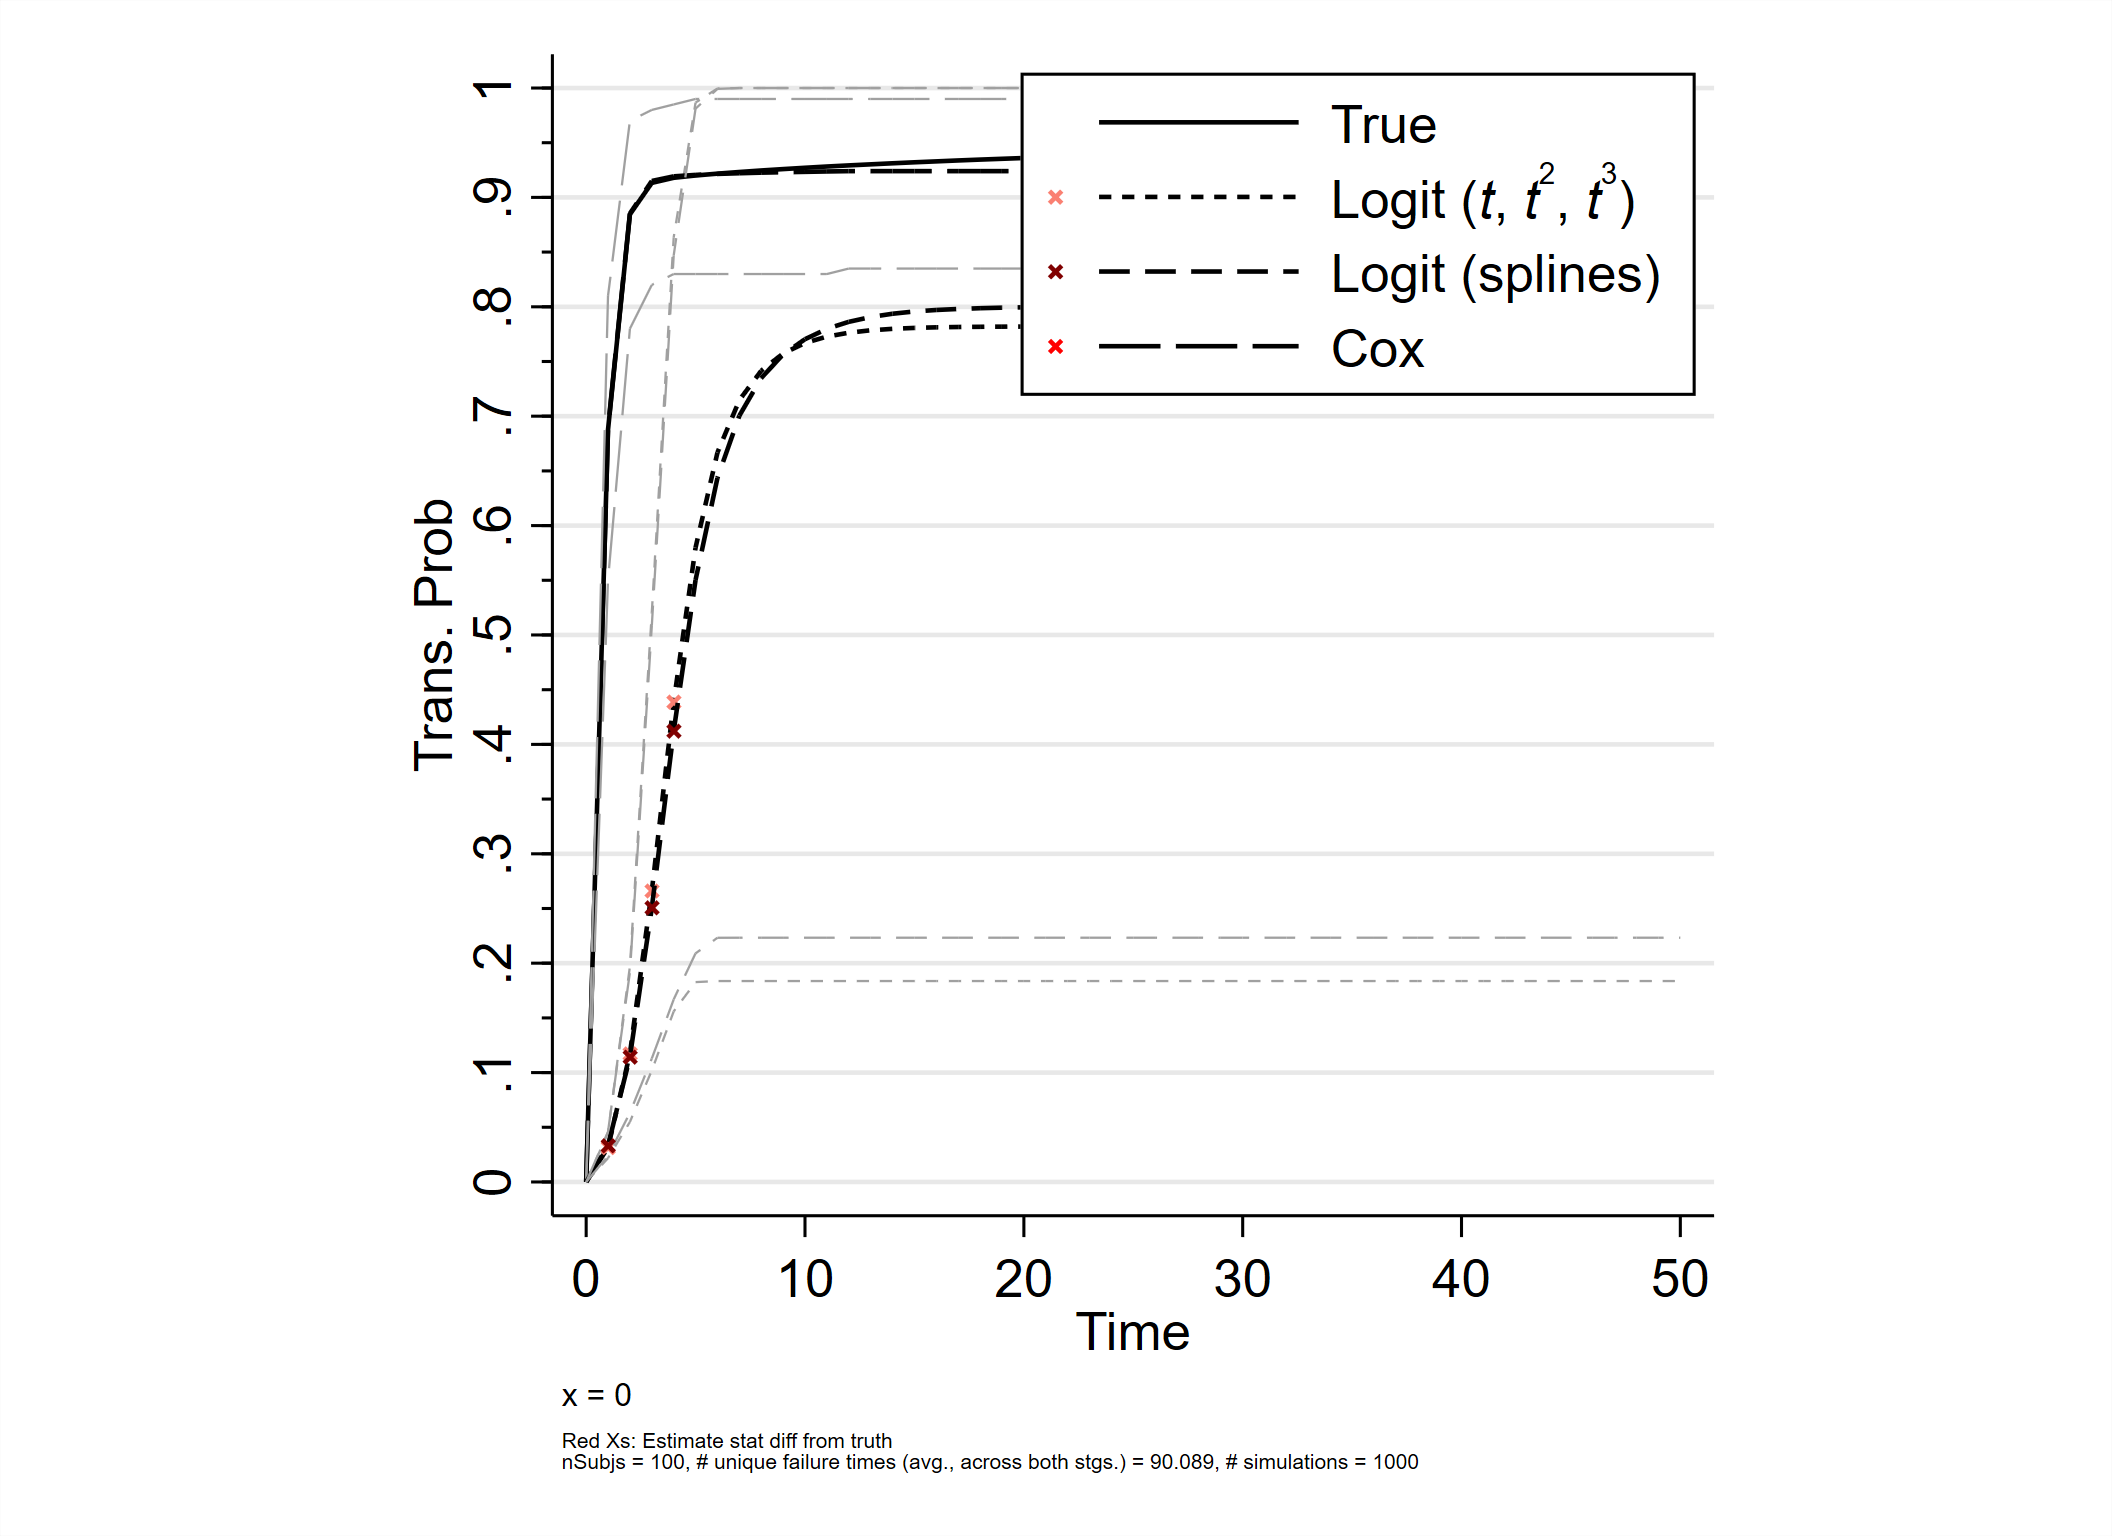 True
Logit (t, t², t³)
Logit (splines)
Cox
Trans. Prob
1
.9
.8
.7
.6
.5
.4
.3
.2
.1
0
0 10 20 30 40 50
Time
x = 0
Red Xs: Estimate stat diff from truth
nSubjs = 100, # unique failure times (avg., across both stgs.) = 90.089, # simulations = 1000